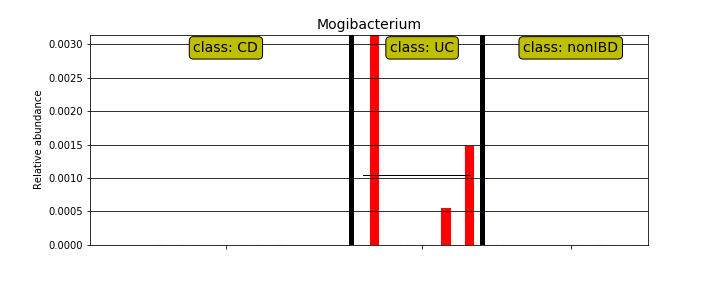 Mogibacterium
class: CD
class: UC
class: nonIBD
Relative abundance
0.0030
0.0025
0.0020
0.0015
0.0010
0.0005
0.0000